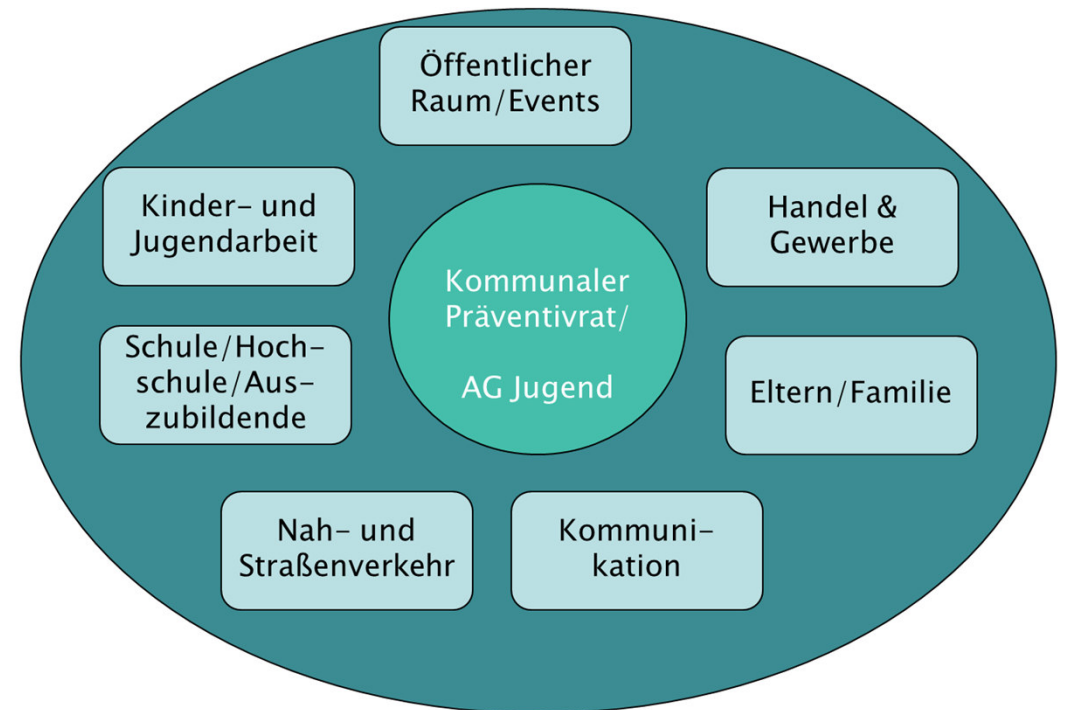 Öffentlicher
Raum/Events
Kinder- und
Jugendarbeit
Handel &
Gewerbe
Kommunaler
Präventivrat/
AG Jugend
Schule/Hoch-
schule/Aus-
zubildende
Eltern/Familie
Nah- und
Straßenverkehr
Kommuni-
kation